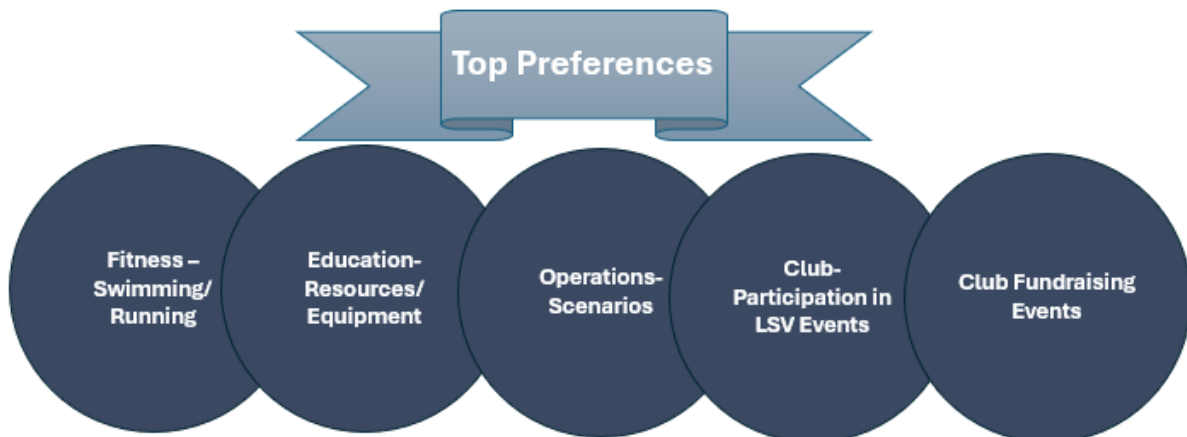 Top Preferences
Fitness –
Swimming/
Running
Education-
Resources/
Equipment
Operations-
Scenarios
Club-
Participation in
LSV Events
Club Fundraising
Events